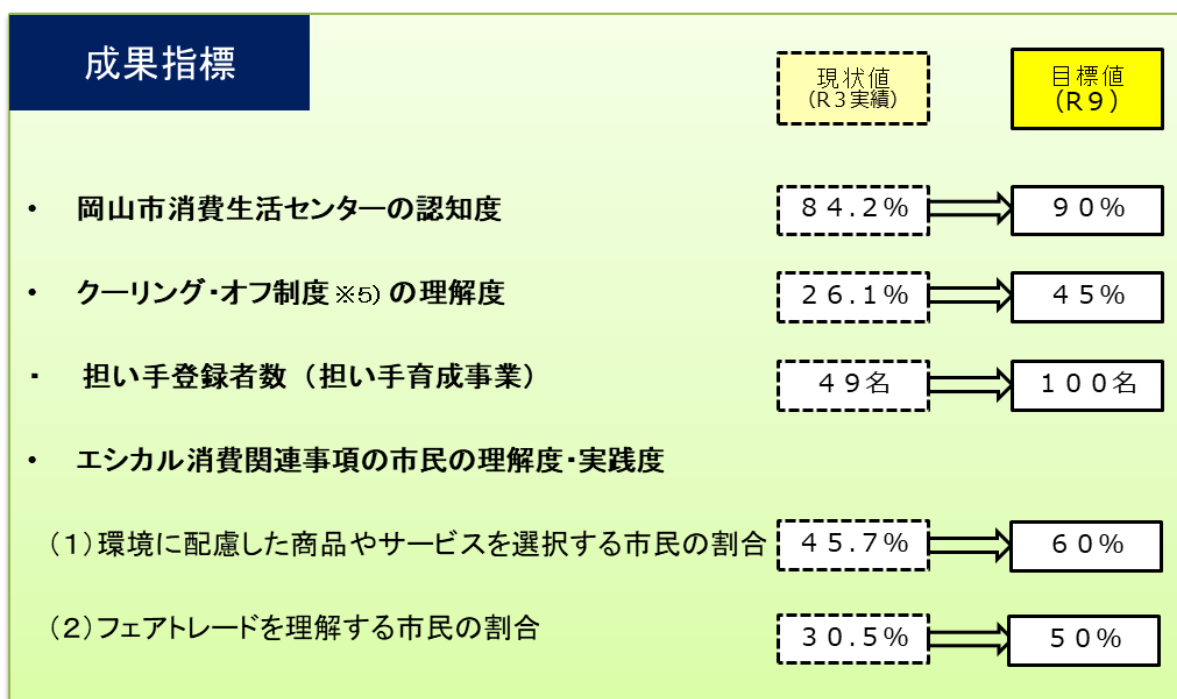 成果指標
現状値
(R3実績)
目標値
(R9)
・ 岡山市消費生活センターの認知度 84.2% 90%
・ クーリング・オフ制度※5)の理解度 26.1% 45%
・ 担い手登録者数（担い手育成事業） 49名 100名
・ エシカル消費関連事項の市民の理解度・実践度
（1）環境に配慮した商品やサービスを選択する市民の割合 45.7% 60%
（2）フェアトレードを理解する市民の割合 30.5% 50%